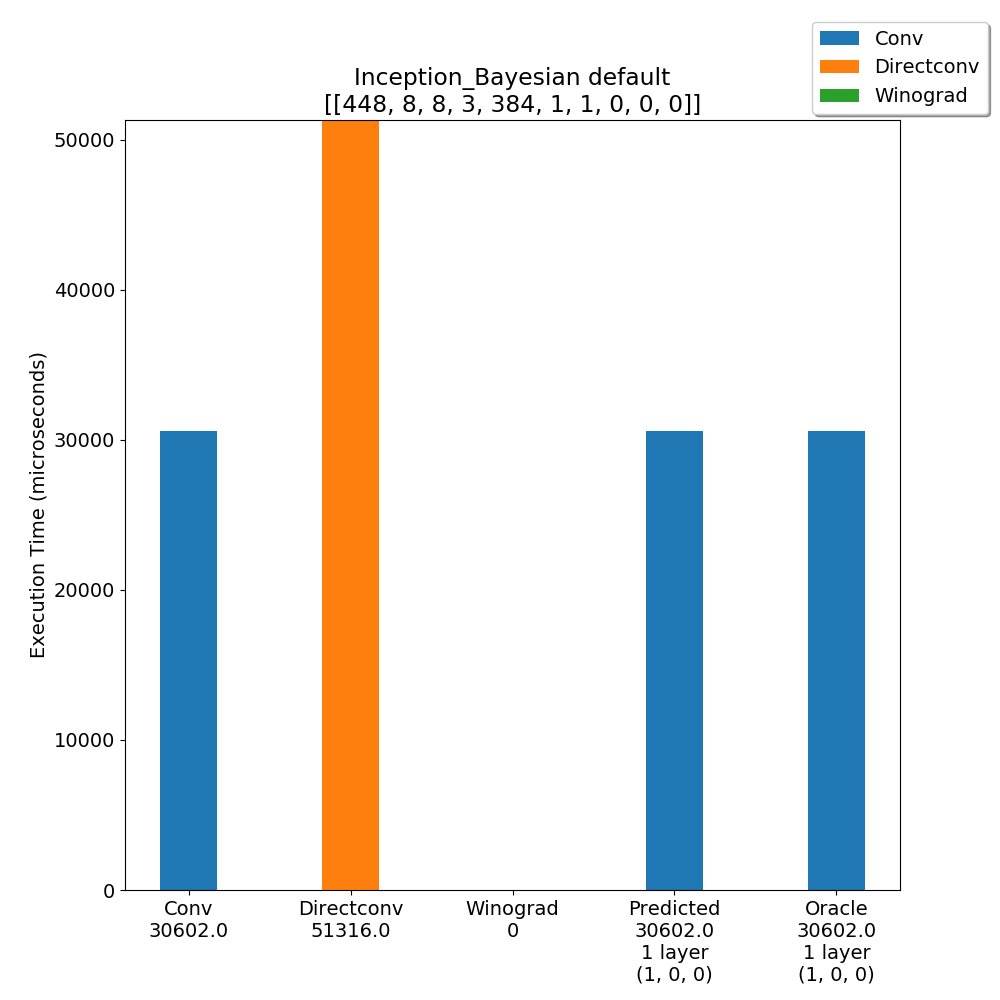 Conv
Directconv
Winograd
Inception_Bayesian default
[[448, 8, 8, 3, 384, 1, 1, 0, 0, 0]]
Execution Time (microseconds)
50000
40000
30000
20000
10000
0
Conv
30602.0
Directconv
51316.0
Winograd
0
Predicted
30602.0
1 layer
(1, 0, 0)
Oracle
30602.0
1 layer
(1, 0, 0)